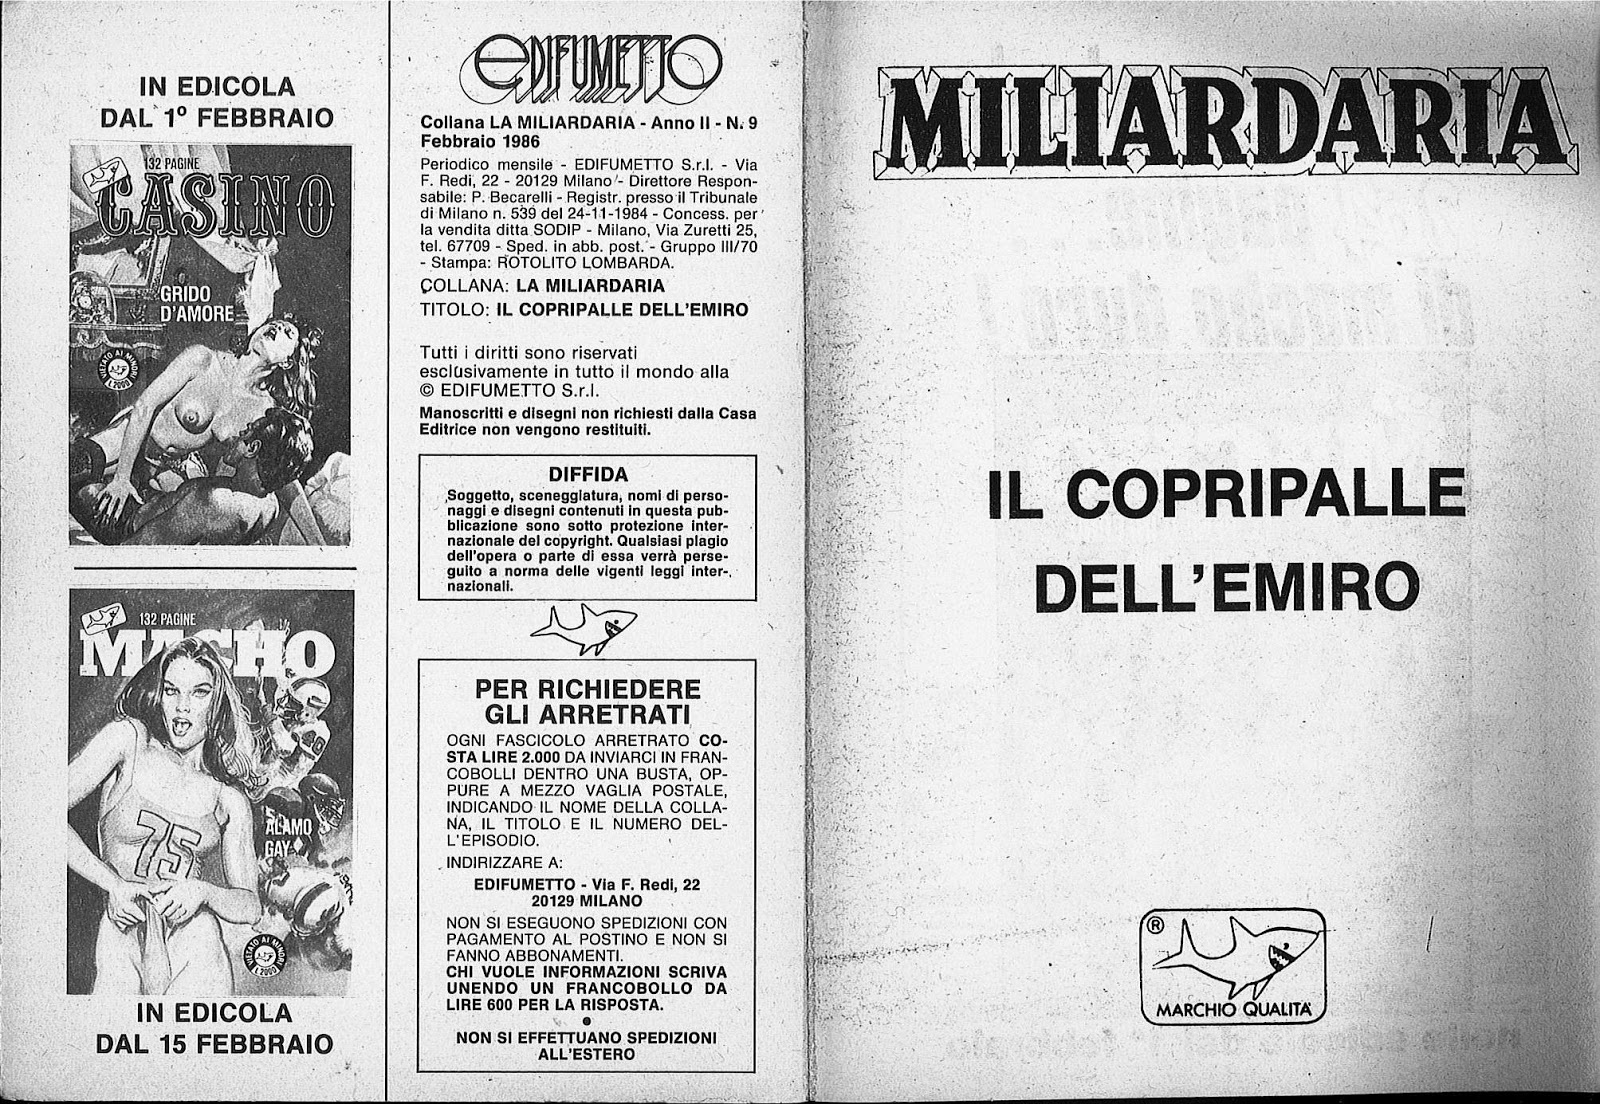 IN EDICOLA
DAL 1º FEBBRAIO
132 PAGINE
CASINO
GRIDO
D'AMORE
VIETATO AI MINORI
L.2000
132 PAGINE
MACHO
75
40
ALAMO
GAY
VIETATO AI MINORI
L.2000
IN EDICOLA
DAL 15 FEBBRAIO
EDIFUMETTO
Collana LA MILIARDARIA - Anno II - N. 9
Febbraio 1986
Periodico mensile - EDIFUMETTO S.r.l. - Via
F. Redi, 22 - 20129 Milano - Direttore Respon-
sabile: P. Becarelli - Registr. presso il Tribunale
di Milano n. 539 del 24-11-1984 - Concess. per
la vendita ditta SODIP - Milano, Via Zuretti 25,
tel. 67709 - Sped. in abb. post. - Gruppo III/70
- Stampa: ROTOLITO LOMBARDA.
COLLANA: LA MILIARDARIA
TITOLO: IL COPRIPALLE DELL'EMIRO
Tutti i diritti sono riservati
esclusivamente in tutto il mondo alla
© EDIFUMETTO S.r.l.
Manoscritti e disegni non richiesti dalla Casa
Editrice non vengono restituiti.
DIFFIDA
Soggetto, sceneggiatura, nomi di perso-
naggi e disegni contenuti in questa pub-
blicazione sono sotto protezione inter-
nazionale del copyright. Qualsiasi plagio
dell'opera o parte di essa verrà perse-
guito a norma delle vigenti leggi inter-
nazionali.
PER RICHIEDERE
GLI ARRETRATI
OGNI FASCICOLO ARRETRATO CO-
STA LIRE 2.000 DA INVIARCI IN FRAN-
COBOLLI DENTRO UNA BUSTA, OP-
PURE A MEZZO VAGLIA POSTALE,
INDICANDO IL NOME DELLA COLLA-
NA, IL TITOLO E IL NUMERO DEL-
L'EPISODIO.
INDIRIZZARE A:
EDIFUMETTO - Via F. Redi, 22
20129 MILANO
NON SI ESEGUONO SPEDIZIONI CON
PAGAMENTO AL POSTINO E NON SI
FANNO ABBONAMENTI.
CHI VUOLE INFORMAZIONI SCRIVA
UNENDO UN FRANCOBOLLO DA
LIRE 600 PER LA RISPOSTA.
•
NON SI EFFETTUANO SPEDIZIONI
ALL'ESTERO
MILIARDARIA
IL COPRIPALLE
DELL'EMIRO
®
MARCHIO QUALITÀ